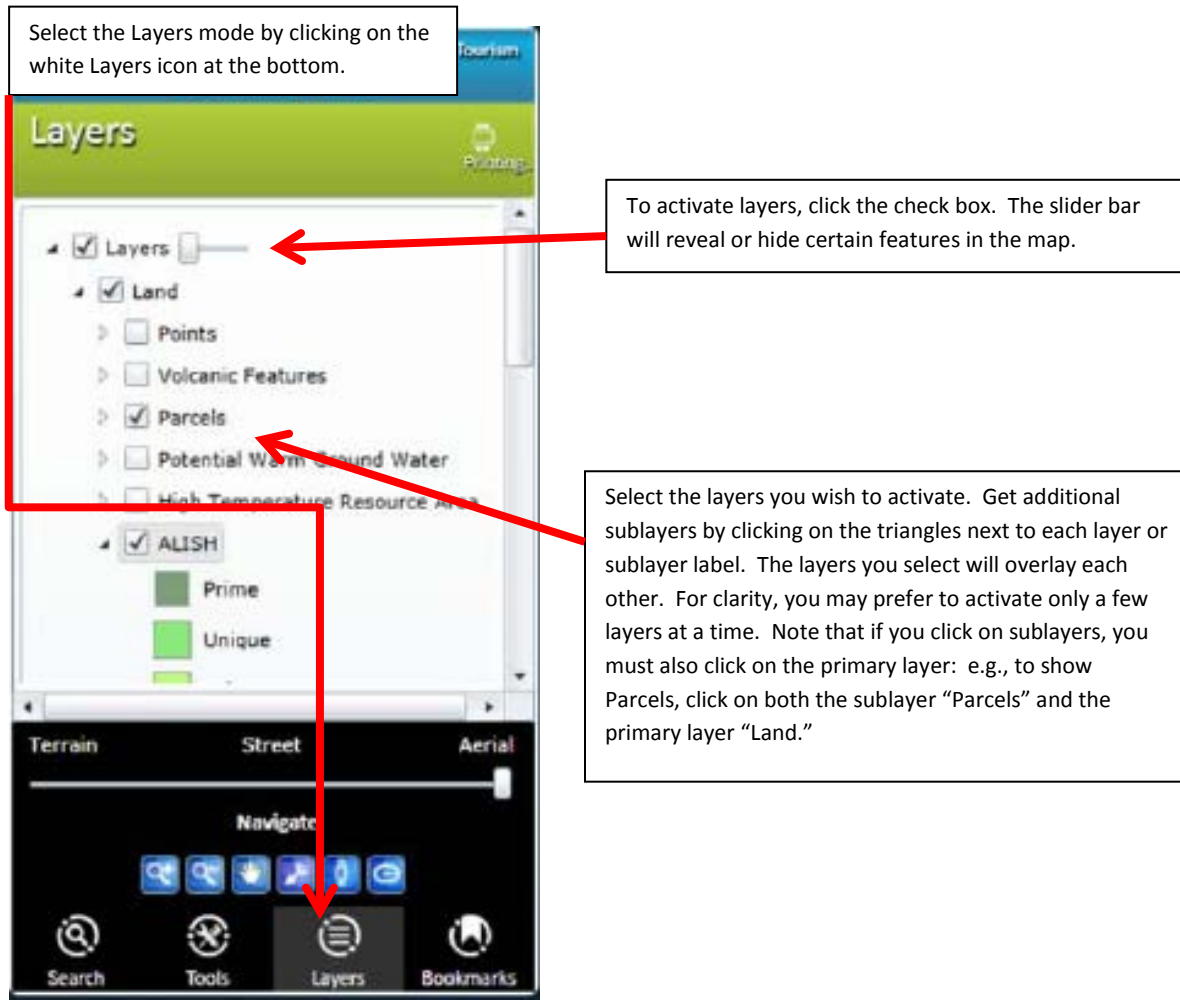 Select the Layers mode by clicking on the
white Layers icon at the bottom.
Tourism
Layers
Printing...
To activate layers, click the check box.  The slider bar
will reveal or hide certain features in the map.
Layers
Land
Points
Volcanic Features
Parcels
Potential Warm Ground Water
High Temperature Resource Area
ALISH
Prime
Unique
Select the layers you wish to activate.  Get additional
sublayers by clicking on the triangles next to each layer or
sublayer label.  The layers you select will overlay each
other.  For clarity, you may prefer to activate only a few
layers at a time.  Note that if you click on sublayers, you
must also click on the primary layer:  e.g., to show
Parcels, click on both the sublayer “Parcels” and the
primary layer “Land.”
Terrain Street Aerial
Navigate
Search Tools Layers Bookmarks